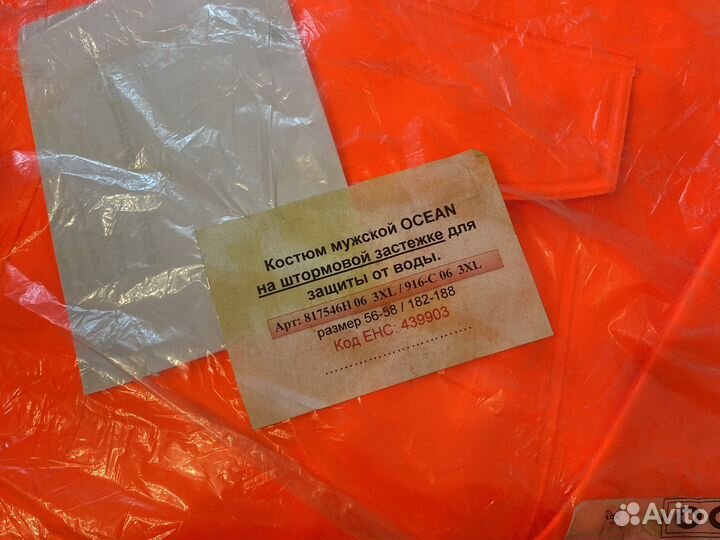 Костюм мужской OCEAN
на штормовой застежке для
защиты от воды.
Арт: 817546H 06 3XL / 916-C 06 3XL
размер 56-58 / 182-188
Код ЕНС: 439903
................................
Avito